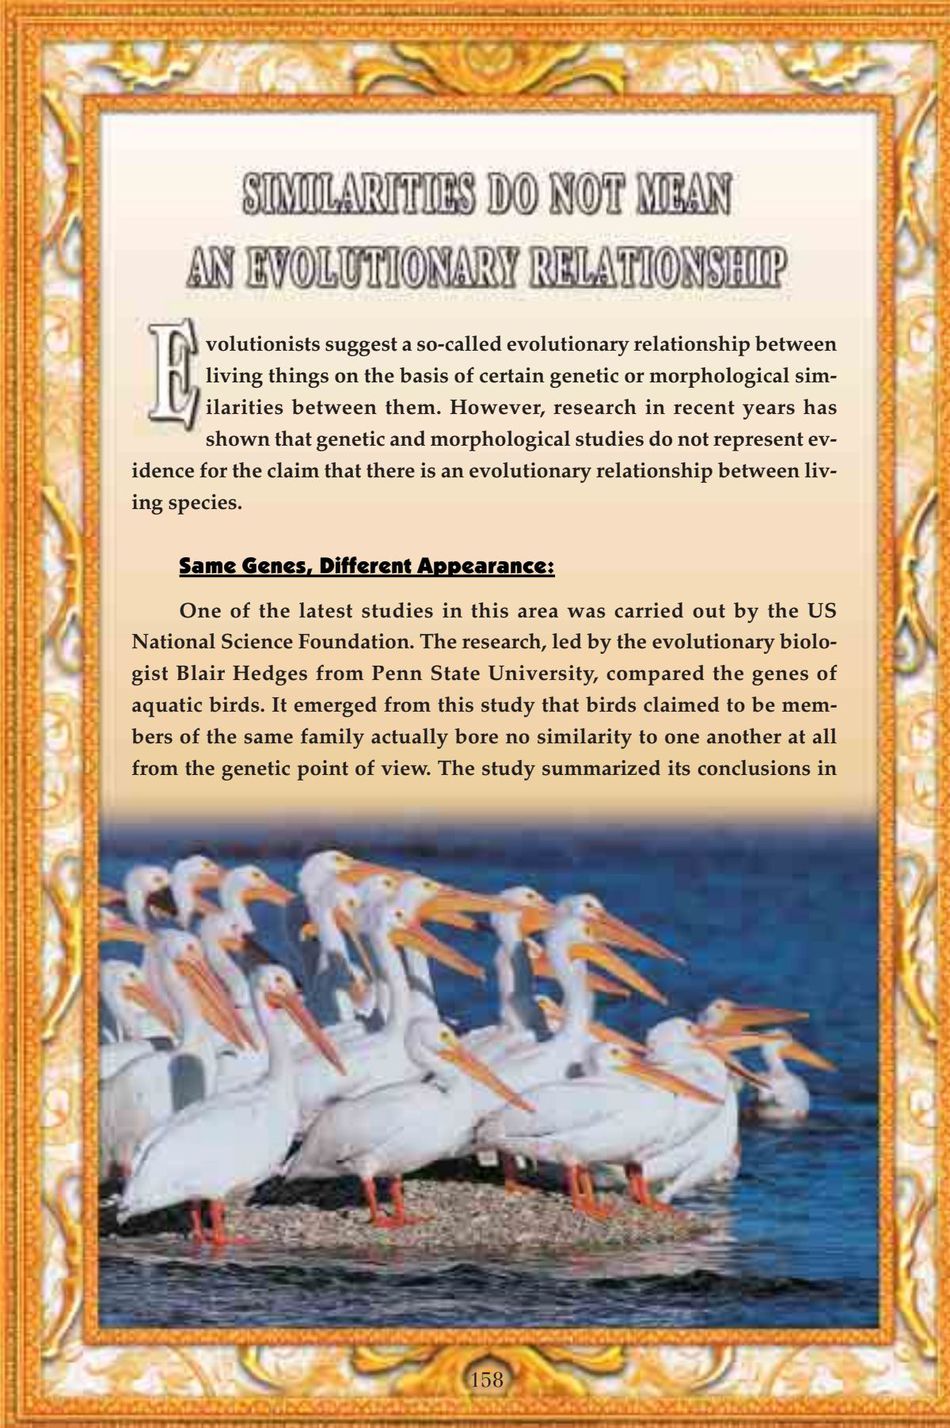 SIMILARITIES DO NOT MEAN
AN EVOLUTIONARY RELATIONSHIP
Evolutionists suggest a so-called evolutionary relationship between
living things on the basis of certain genetic or morphological sim-
ilarities between them. However, research in recent years has
shown that genetic and morphological studies do not represent ev-
idence for the claim that there is an evolutionary relationship between liv-
ing species.
Same Genes, Different Appearance:
One of the latest studies in this area was carried out by the US
National Science Foundation. The research, led by the evolutionary biolo-
gist Blair Hedges from Penn State University, compared the genes of
aquatic birds. It emerged from this study that birds claimed to be mem-
bers of the same family actually bore no similarity to one another at all
from the genetic point of view. The study summarized its conclusions in
158